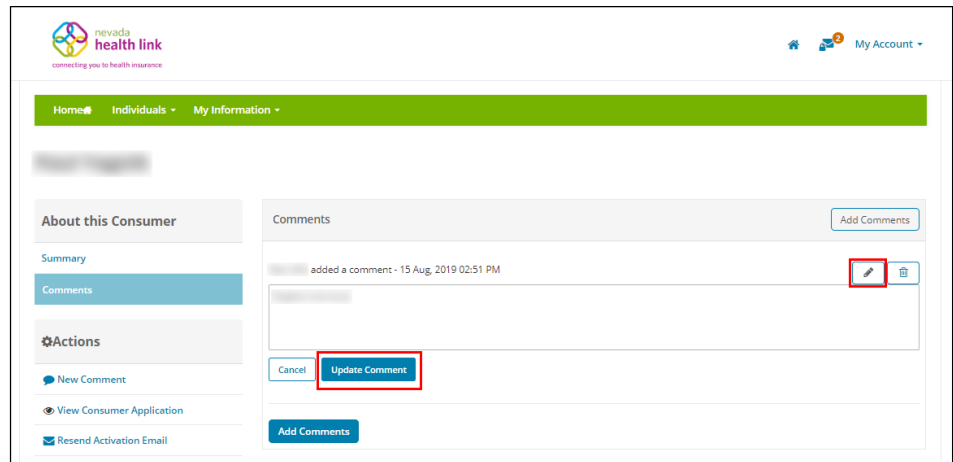 nevada
health link
connecting you to health insurance
2
My Account
Home Individuals My Information
About this Consumer
Summary
Comments
Actions
New Comment
View Consumer Application
Resend Activation Email
Comments
Add Comments
added a comment - 15 Aug, 2019 02:51 PM
Cancel Update Comment
Add Comments